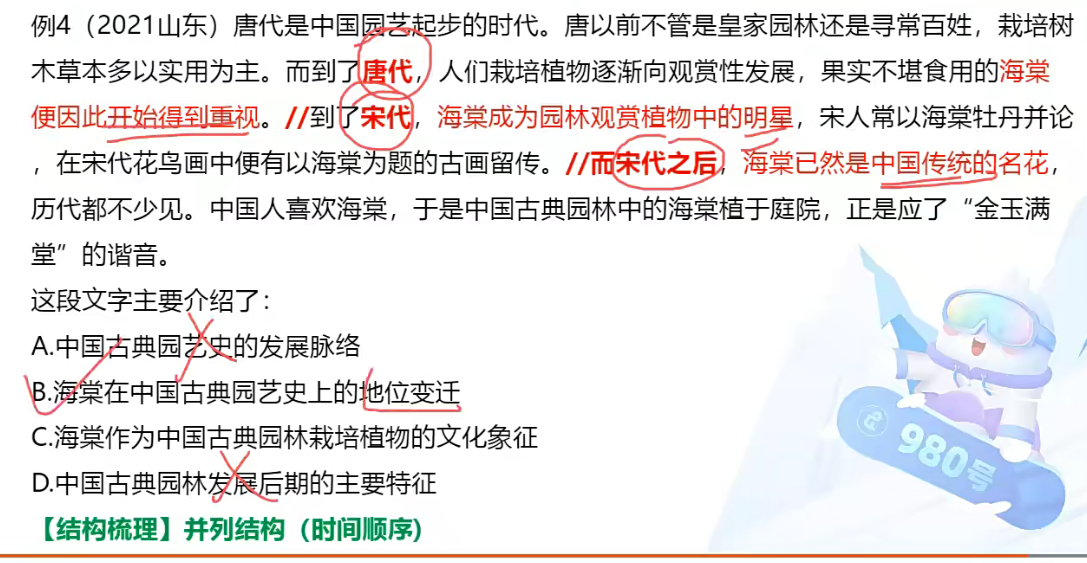 例4（2021山东）唐代是中国园艺起步的时代。唐以前不管是皇家园林还是寻常百姓，栽培树
木草本多以实用为主。而到了唐代，人们栽培植物逐渐向观赏性发展，果实不堪食用的海棠
便因此开始得到重视。//到了宋代，海棠成为园林观赏植物中的明星，宋人常以海棠牡丹并论
，在宋代花鸟画中便有以海棠为题的古画留传。//而宋代之后，海棠已然是中国传统的名花，
历代都不少见。中国人喜欢海棠，于是中国古典园林中的海棠植于庭院，正是应了“金玉满
堂”的谐音。
这段文字主要介绍了：
A.中国古典园艺史的发展脉络
B.海棠在中国古典园艺史上的地位变迁
C.海棠作为中国古典园林栽培植物的文化象征
D.中国古典园林发展后期的主要特征
980号
【结构梳理】并列结构（时间顺序）